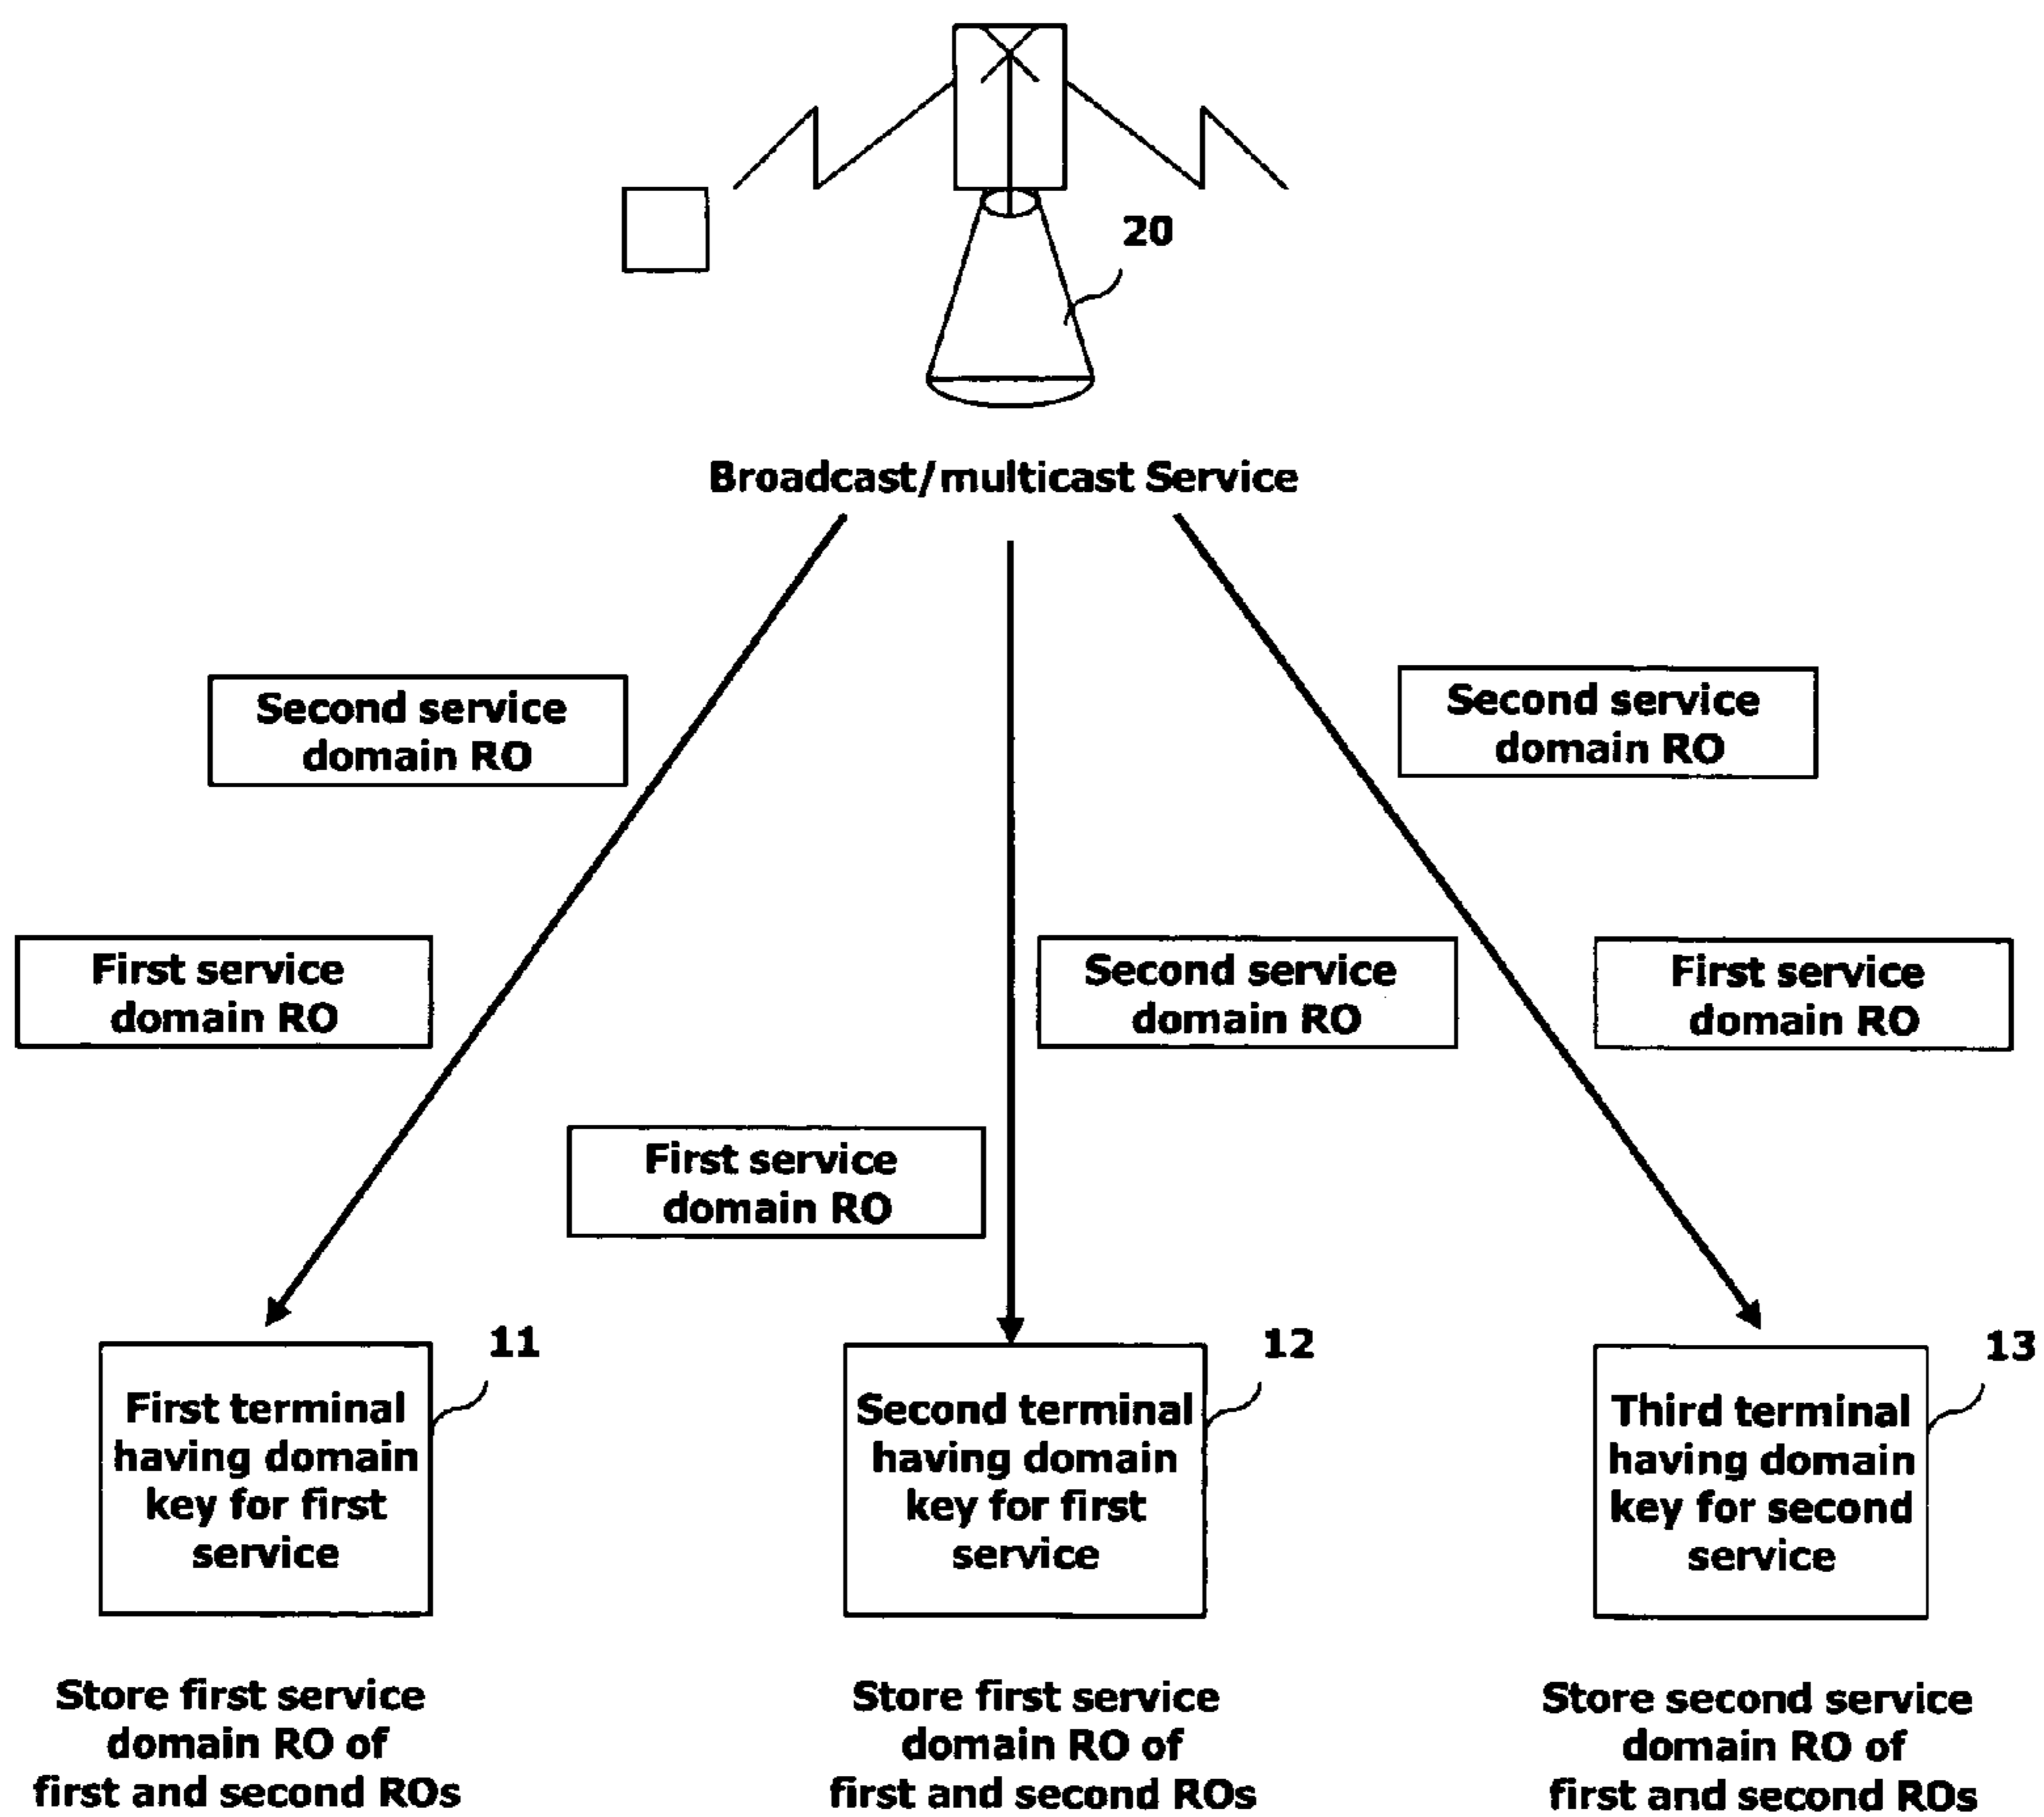 20
Broadcast/multicast Service
Second service
domain RO
Second service
domain RO
First service
domain RO
Second service
domain RO
First service
domain RO
First service
domain RO
11
First terminal
having domain
key for first
service
12
Second terminal
having domain
key for first
service
13
Third terminal
having domain
key for second
service
Store first service
domain RO of
first and second ROs
Store first service
domain RO of
first and second ROs
Store second service
domain RO of
first and second ROs